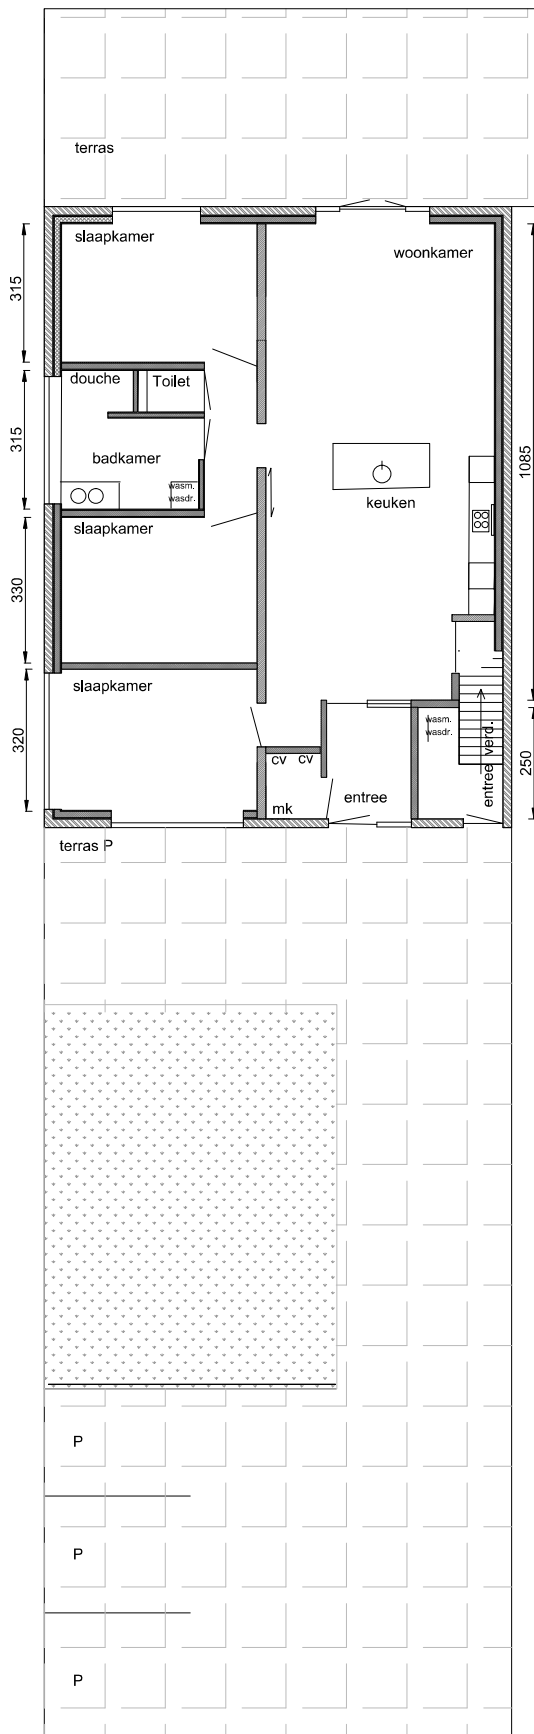 terras
slaapkamer
woonkamer
315
douche
Toilet
315
badkamer
wasm.
wasdr.
keuken
1085
slaapkamer
330
slaapkamer
320
wasm.
wasdr.
entree verd.
250
cv cv
mk
entree
terras P
P
P
P